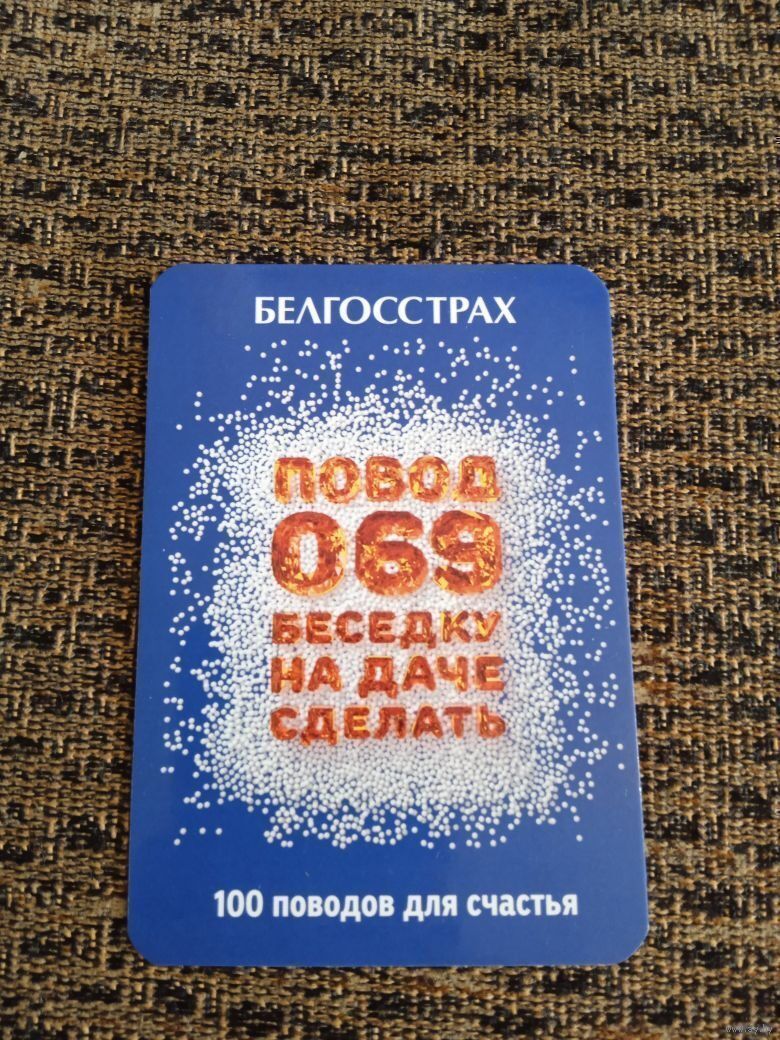 БЕЛГОССТРАХ
ПОВОД
069
БЕСЕДКУ
НА ДАЧЕ
СДЕЛАТЬ
100 поводов для счастья